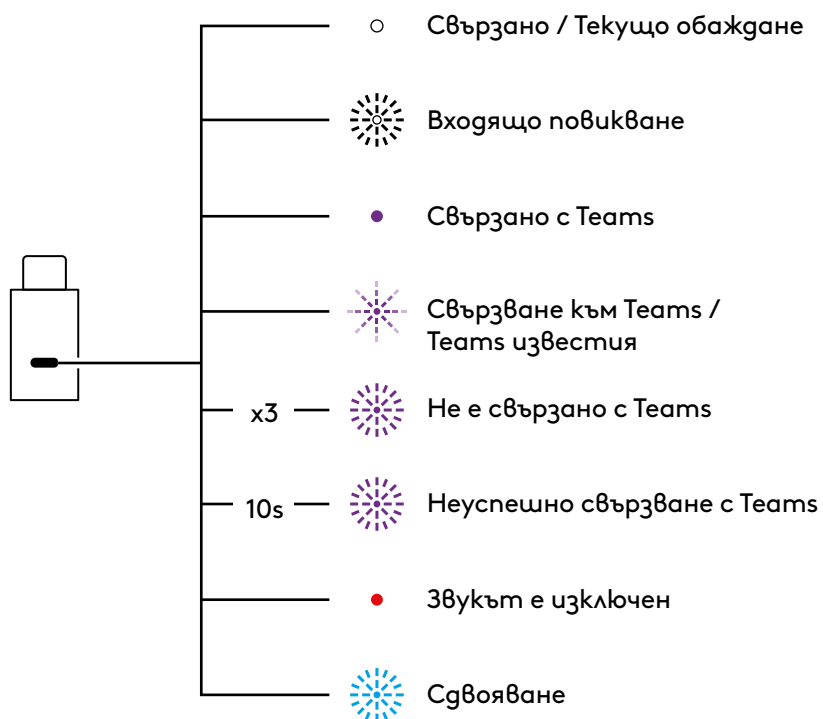 Свързано / Текущо обаждане
Входящо повикване
Свързано с Teams
Свързване към Teams /
Teams известия
x3 Не е свързано с Teams
10s Неуспешно свързване с Teams
Звукът е изключен
Сдвояване